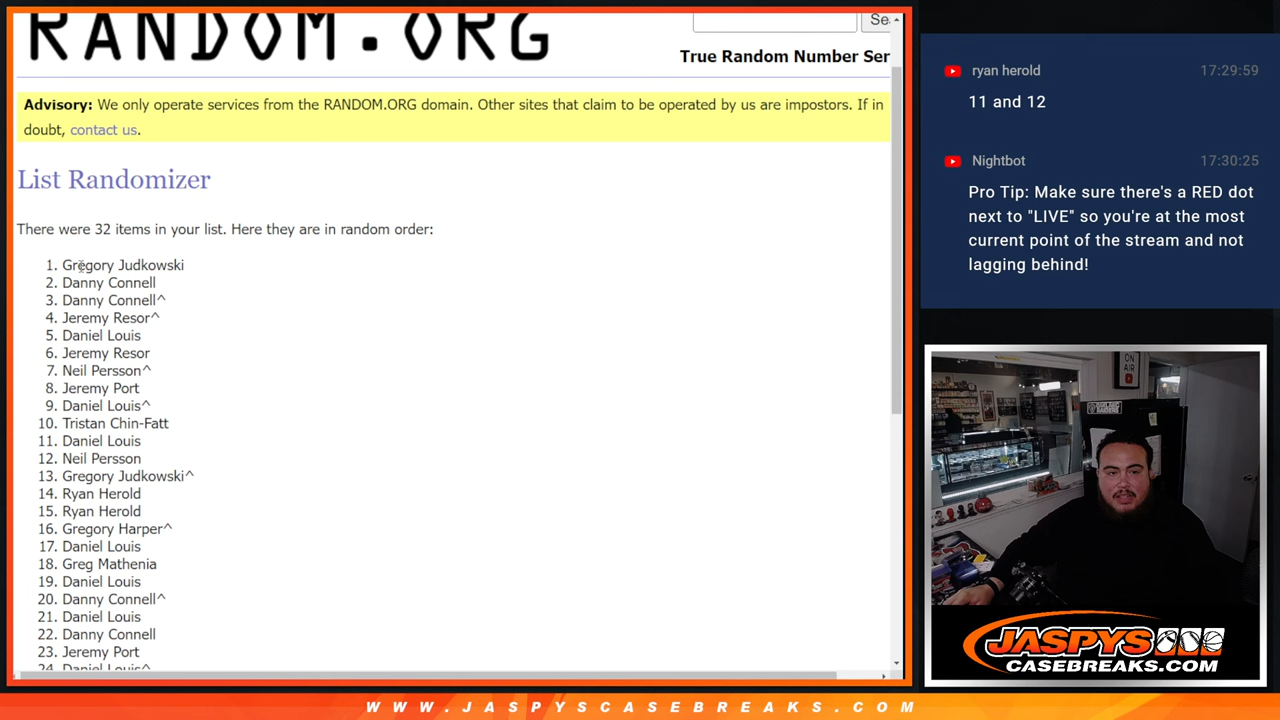 RANDOM.ORG
Se
True Random Number Ser
Advisory: We only operate services from the RANDOM.ORG domain. Other sites that claim to be operated by us are impostors. If in
doubt, contact us.
List Randomizer
There were 32 items in your list. Here they are in random order:
1. Gregory Judkowski
2. Danny Connell
3. Danny Connell^
4. Jeremy Resor^
5. Daniel Louis
6. Jeremy Resor
7. Neil Persson^
8. Jeremy Port
9. Daniel Louis^
10. Tristan Chin-Fatt
11. Daniel Louis
12. Neil Persson
13. Gregory Judkowski^
14. Ryan Herold
15. Ryan Herold
16. Gregory Harper^
17. Daniel Louis
18. Greg Mathenia
19. Daniel Louis
20. Danny Connell^
21. Daniel Louis
22. Danny Connell
23. Jeremy Port
24. Daniel Louis^
ryan herold 17:29:59
11 and 12
Nightbot 17:30:25
Pro Tip: Make sure there's a RED dot
next to "LIVE" so you're at the most
current point of the stream and not
lagging behind!
ON
AIR
JASPYS
CASEBREAKS.COM
WWW.JASPYSCASEBREAKS.COM